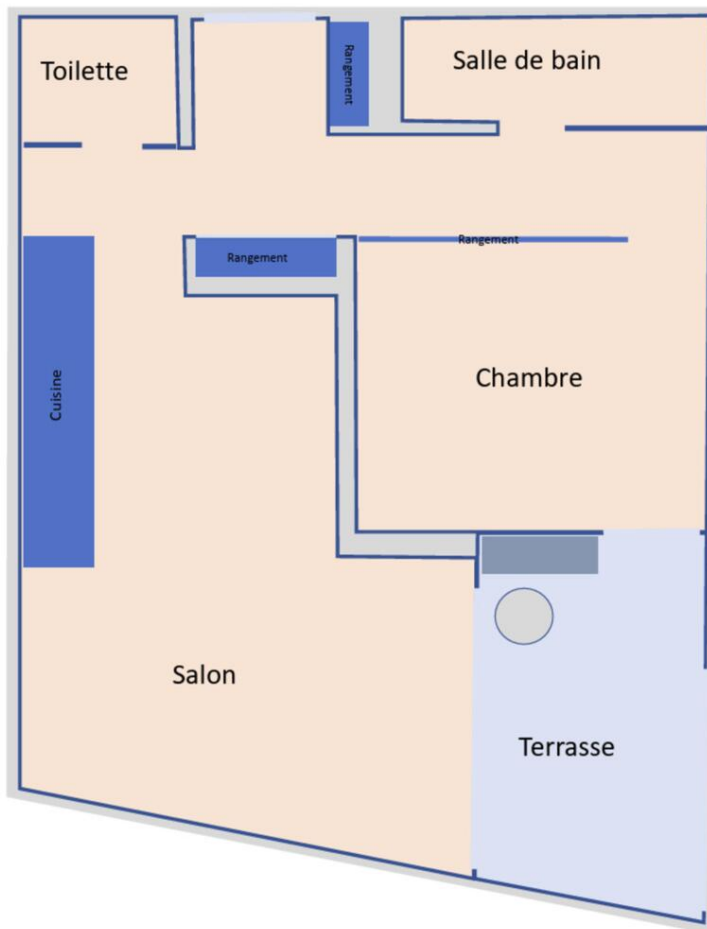 Toilette
Rangement
Salle de bain
Rangement
Rangement
Cuisine
Chambre
Salon
Terrasse